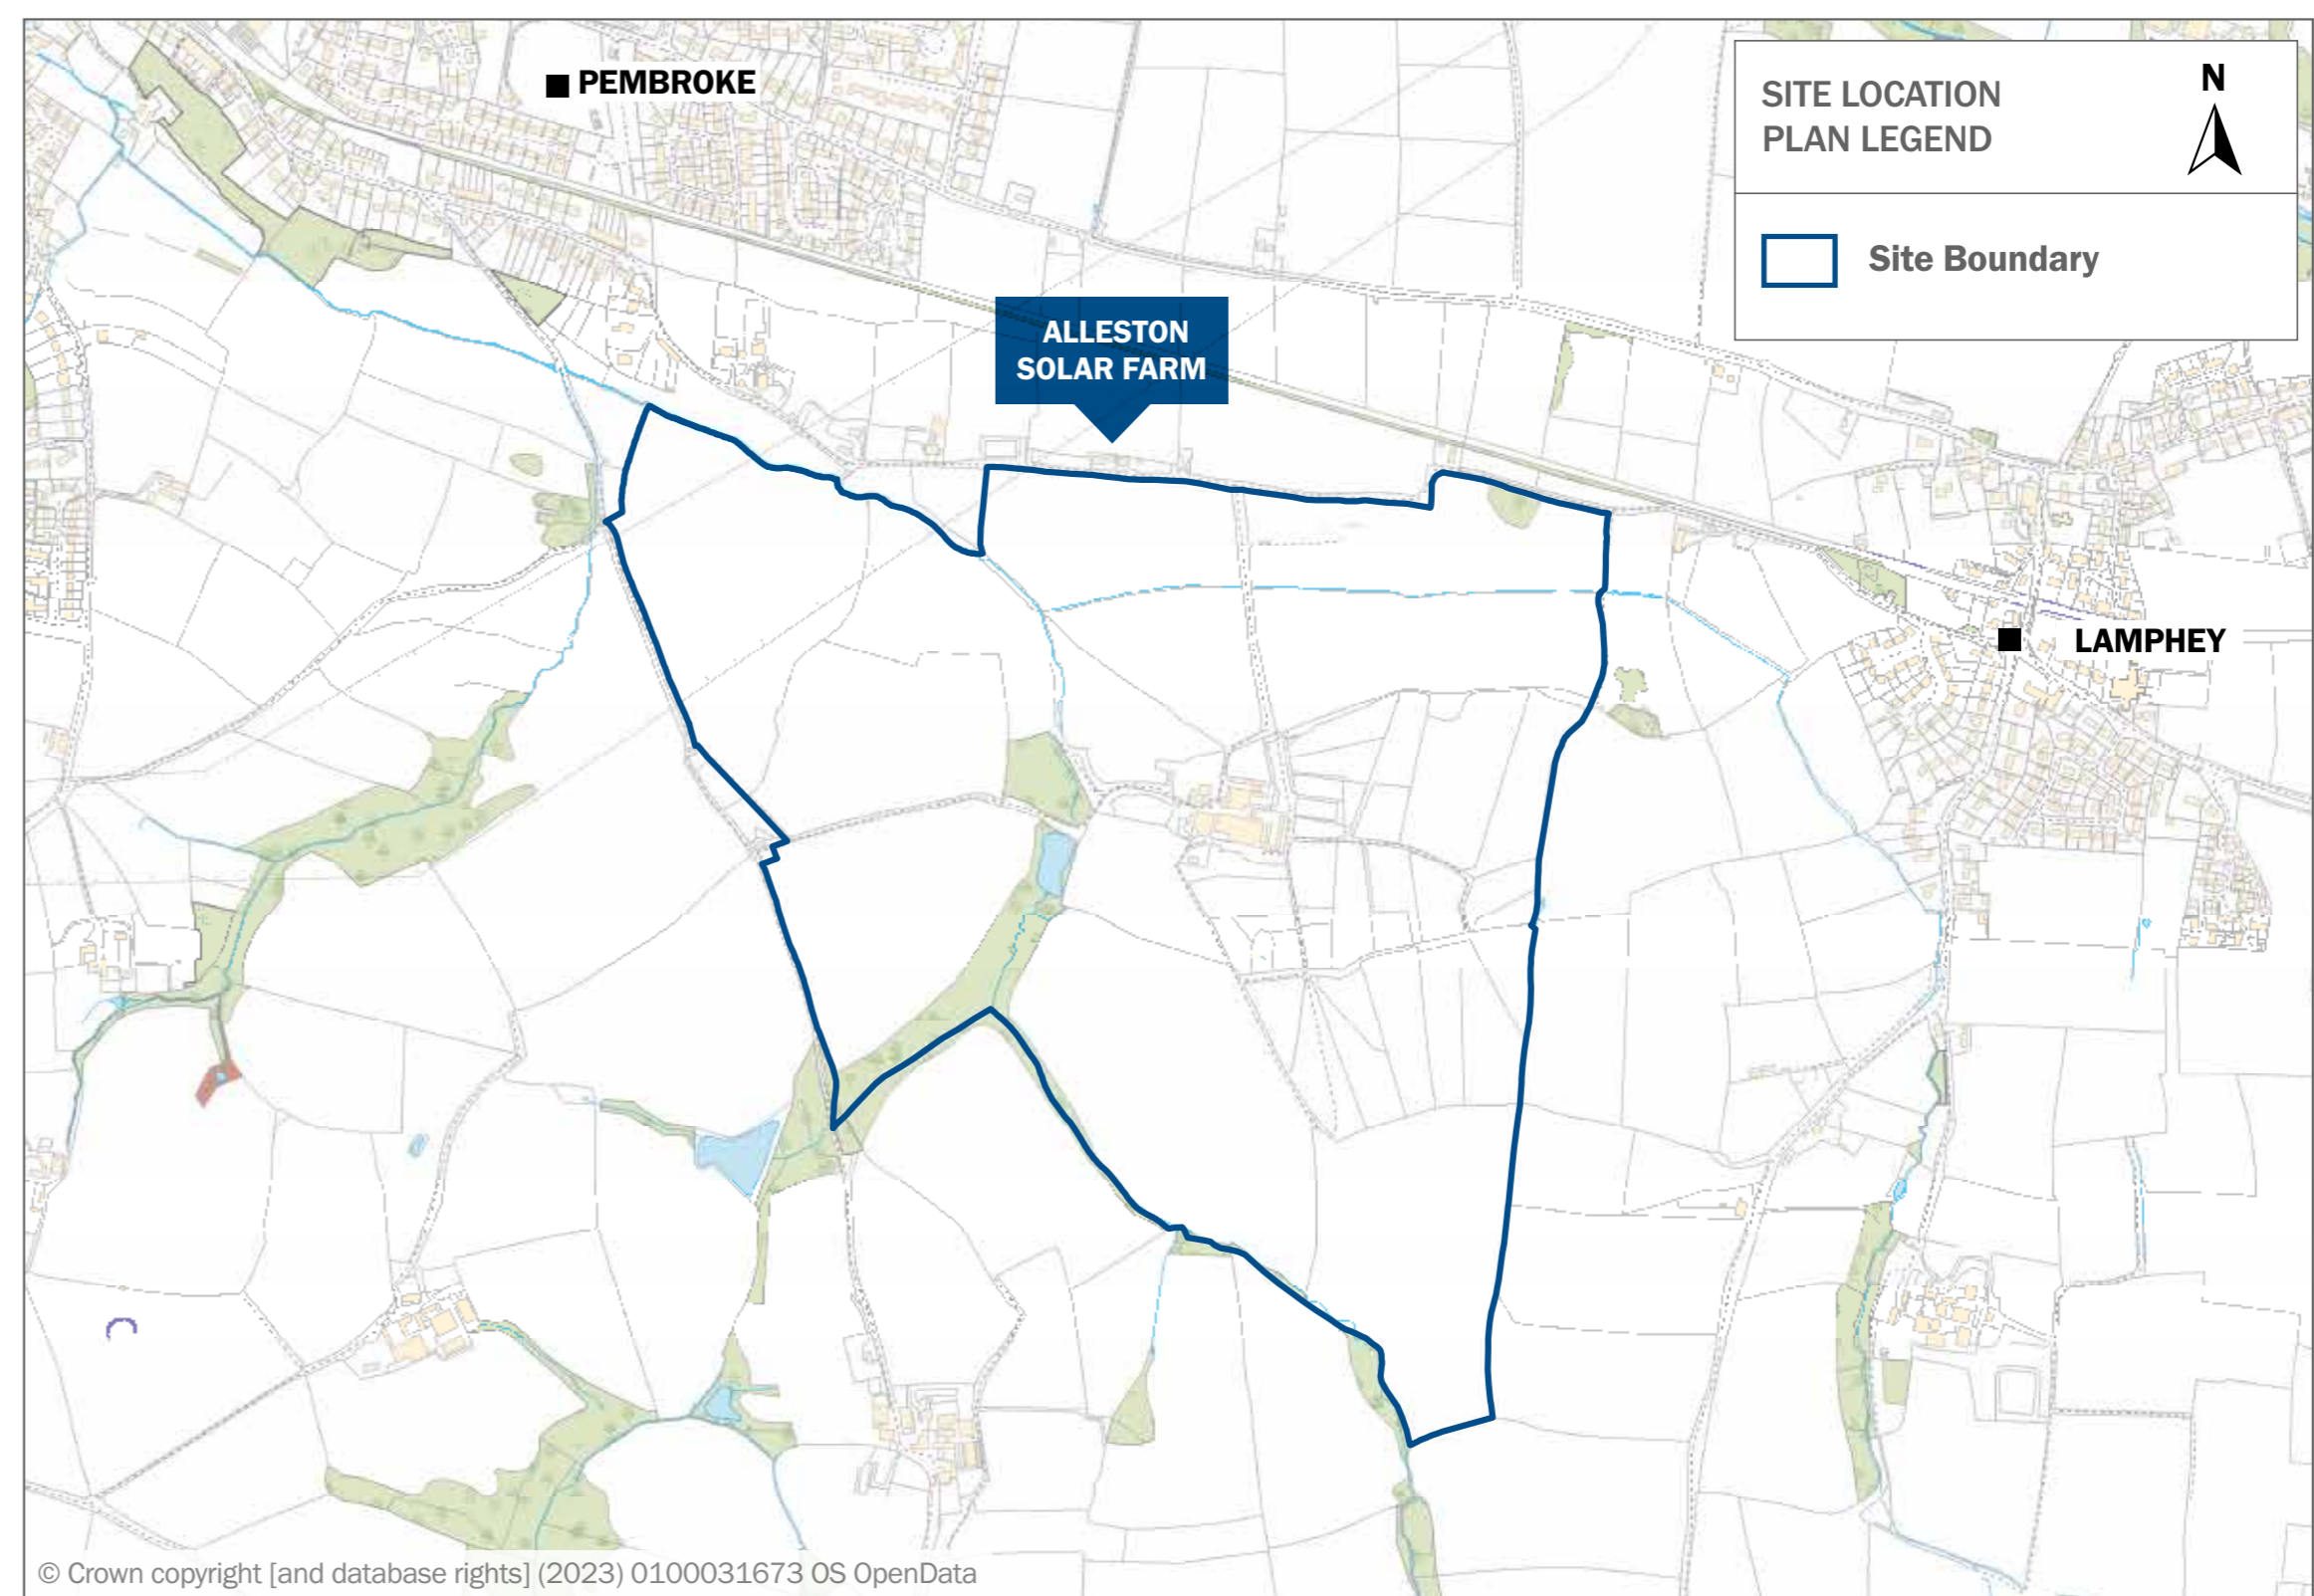 PEMBROKE
SITE LOCATION
PLAN LEGEND
N
Site Boundary
ALLESTON
SOLAR FARM
LAMPHEY
© Crown copyright [and database rights] (2023) 0100031673 OS OpenData